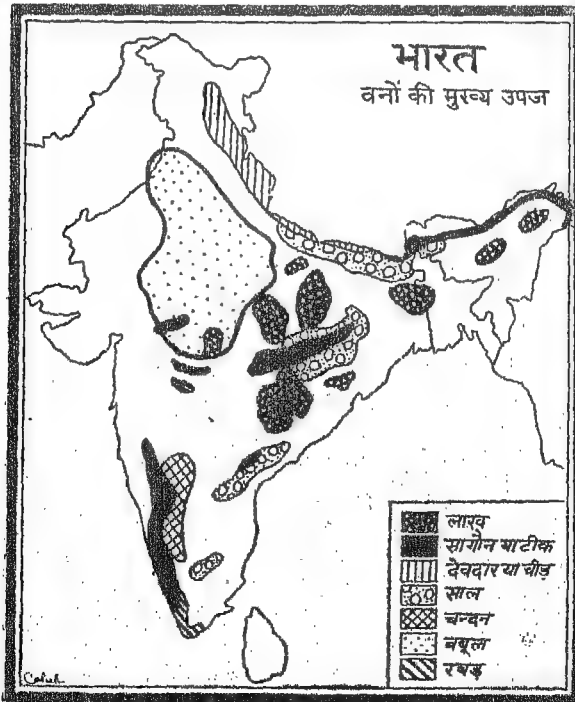 भारत
वनों की मुख्य उपज
लाख
सागौन या टीक
देवदार या चीड़
साल
चन्दन
बबूल
रबड़